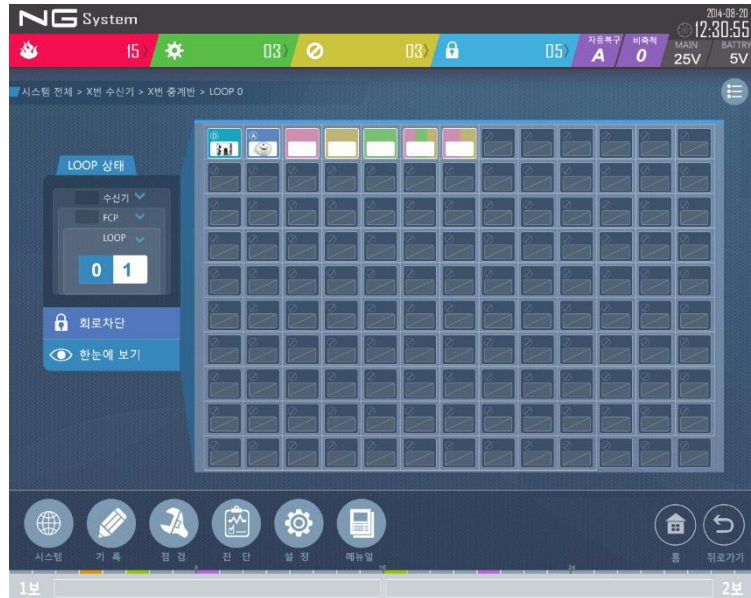 NG System
2014-08-20
12:30:55
15 03 03 05
자동복구 A
비축적 0
MAIN 25V
BATTRY 5V
시스템 전체 > X번 수신기 > X번 중계반 > LOOP 0
D A
LOOP 상태
수신기
FCP
LOOP
0 1
회로차단
한눈에 보기
시스템 기 록 점 검 진 단 설 정 메뉴얼 홈 뒤로가기
1보 2보